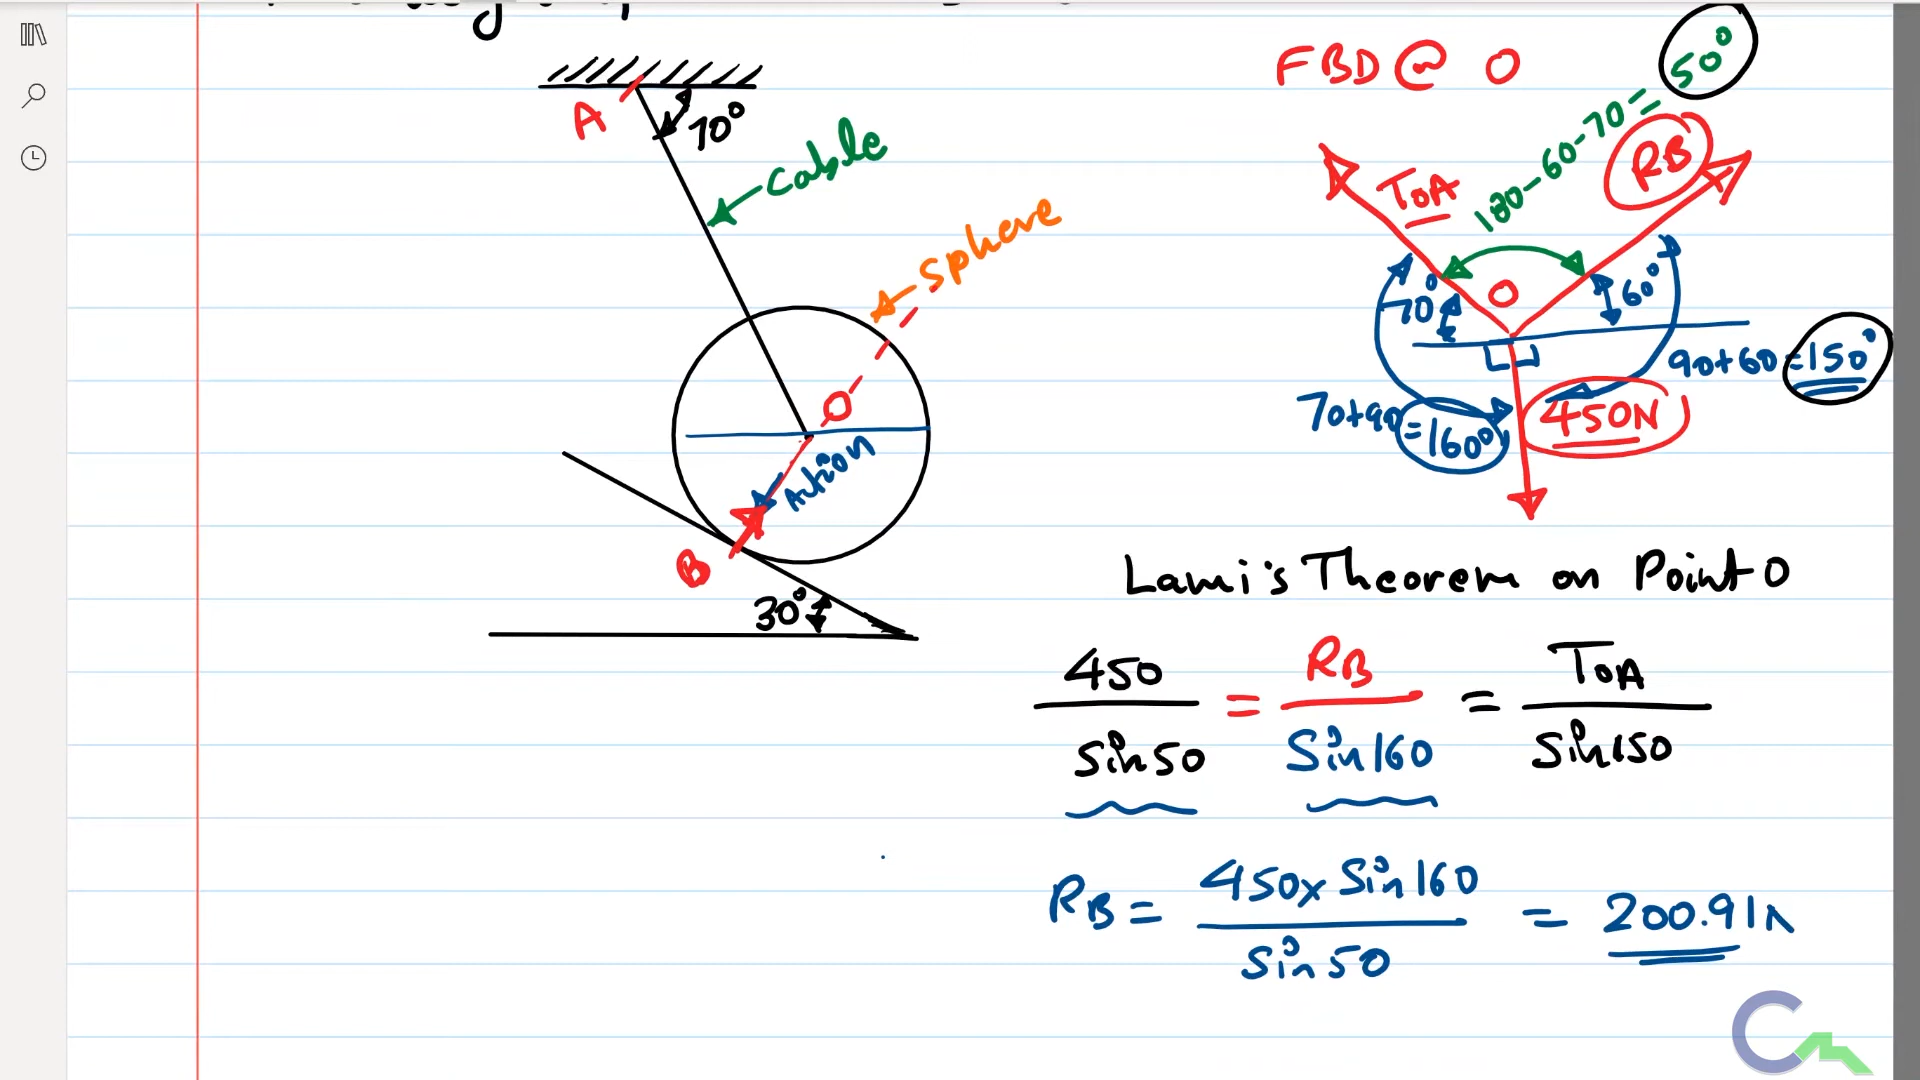 A
70°
Cable
Sphere
O
Action
B
30°
FBD @ O
180-60-70=
50°
TOA
RB
O
70°
60°
90+60
=150°
70+90
=160°
450N
Lami's Theorem on Point O
450 = RB = TOA
Sin50 Sin160 Sin150
RB = 450x Sin160 = 200.91N
Sin50